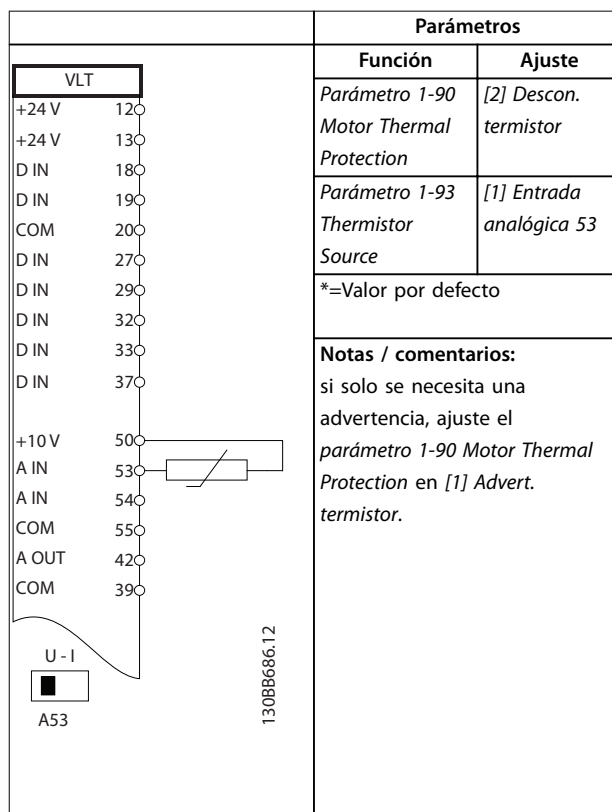 VLT
+24 V 12
+24 V 13
D IN 18
D IN 19
COM 20
D IN 27
D IN 29
D IN 32
D IN 33
D IN 37
+10 V 50
A IN 53
A IN 54
COM 55
A OUT 42
COM 39
U - I
A53
130BB686.12
Parámetros
Función Ajuste
Parámetro 1-90 [2] Descon.
Motor Thermal termistor
Protection
Parámetro 1-93 [1] Entrada
Thermistor analógica 53
Source
*=Valor por defecto
Notas / comentarios:
si solo se necesita una
advertencia, ajuste el
parámetro 1-90 Motor Thermal
Protection en [1] Advert.
termistor.